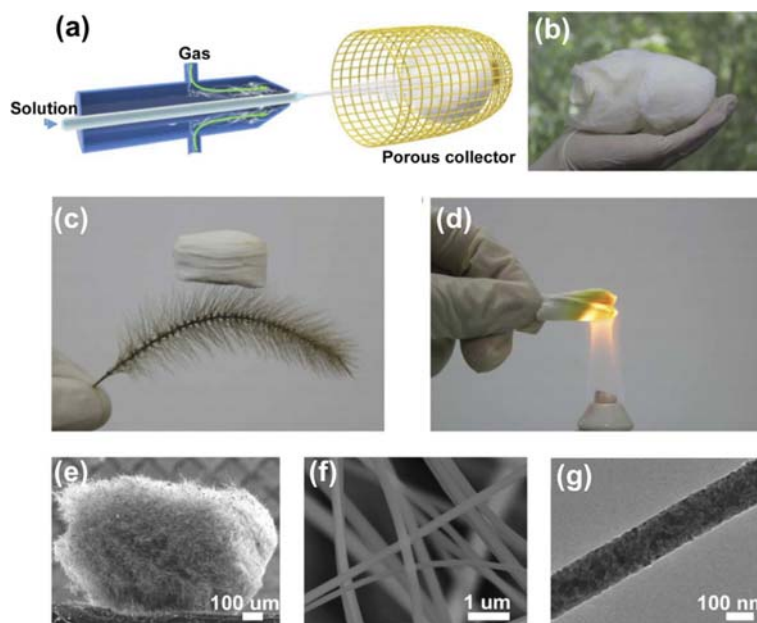 (a)
Gas
Solution
Porous collector
(b)
(c)
(d)
(e)
100 um
(f)
1 um
(g)
100 nm